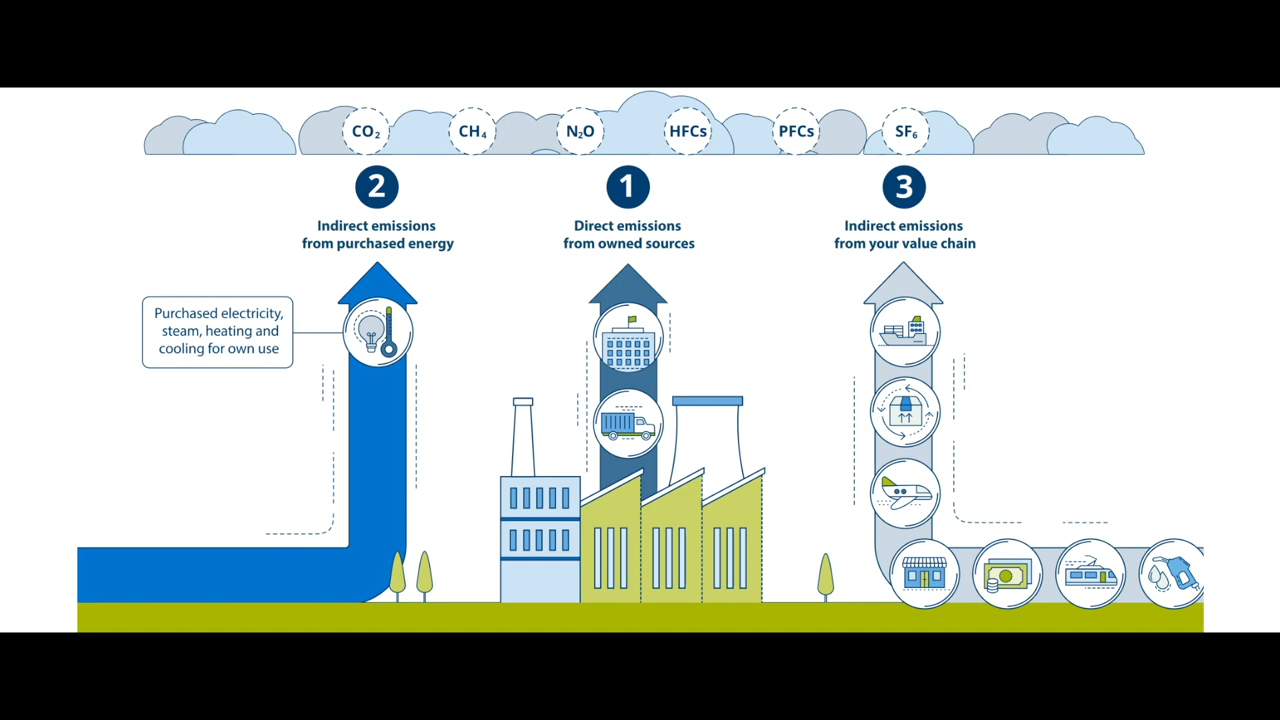 CO₂
CH₄
N₂O
HFCs
PFCs
SF₆
2
Indirect emissions
from purchased energy
1
Direct emissions
from owned sources
3
Indirect emissions
from your value chain
Purchased electricity,
steam, heating and
cooling for own use